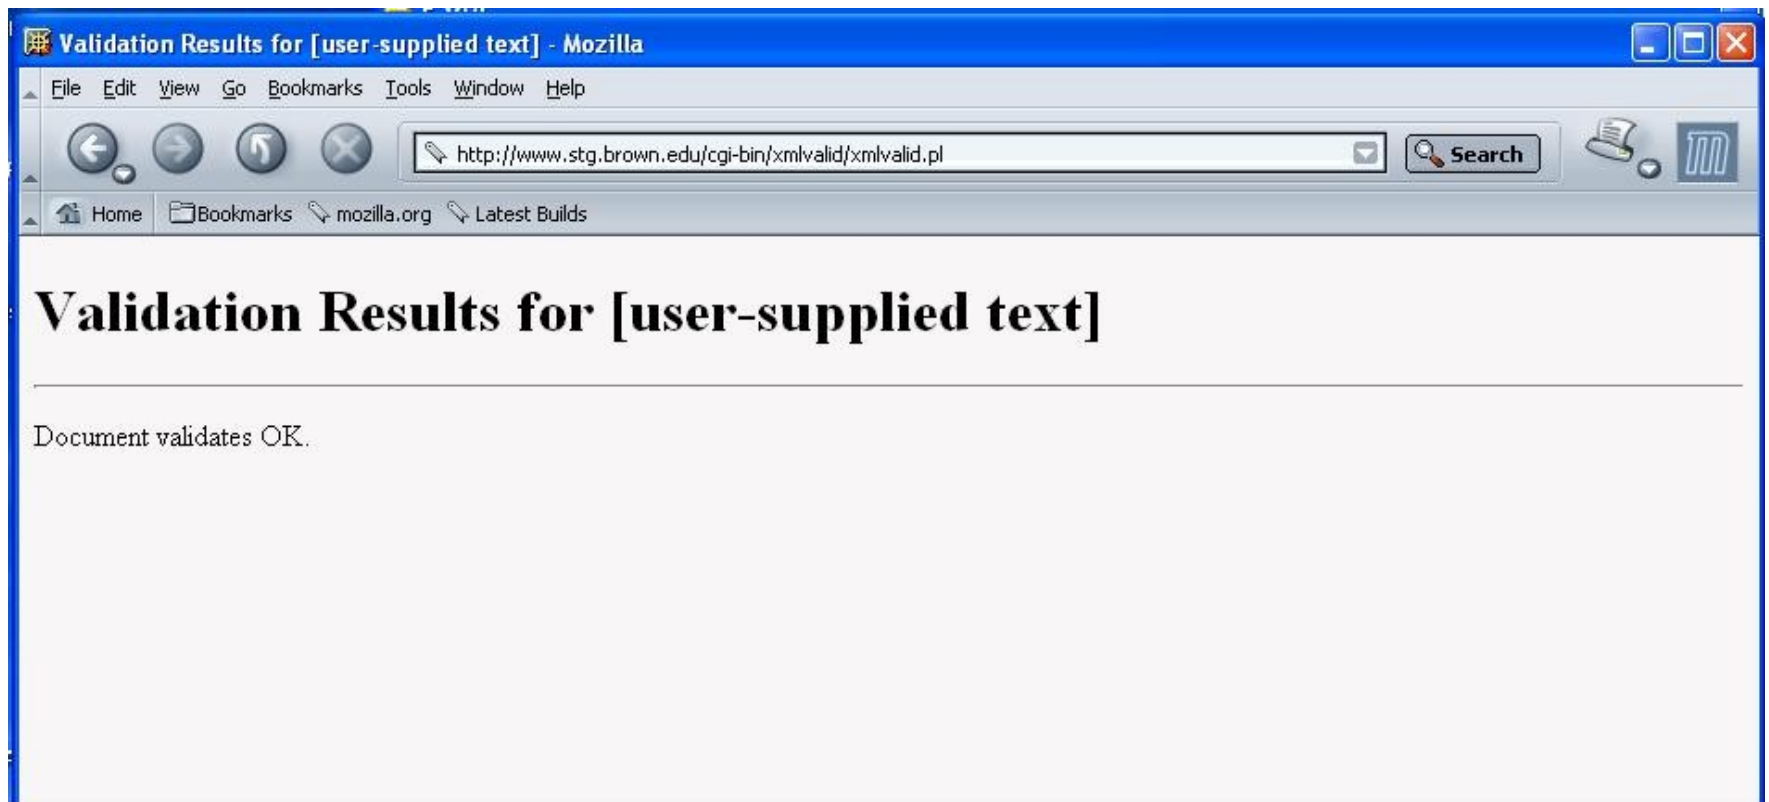 Validation Results for [user-supplied text] - Mozilla
File Edit View Go Bookmarks Tools Window Help
http://www.stg.brown.edu/cgi-bin/xmlvalid/xmlvalid.pl Search
Home Bookmarks mozilla.org Latest Builds
Validation Results for [user-supplied text]
Document validates OK.